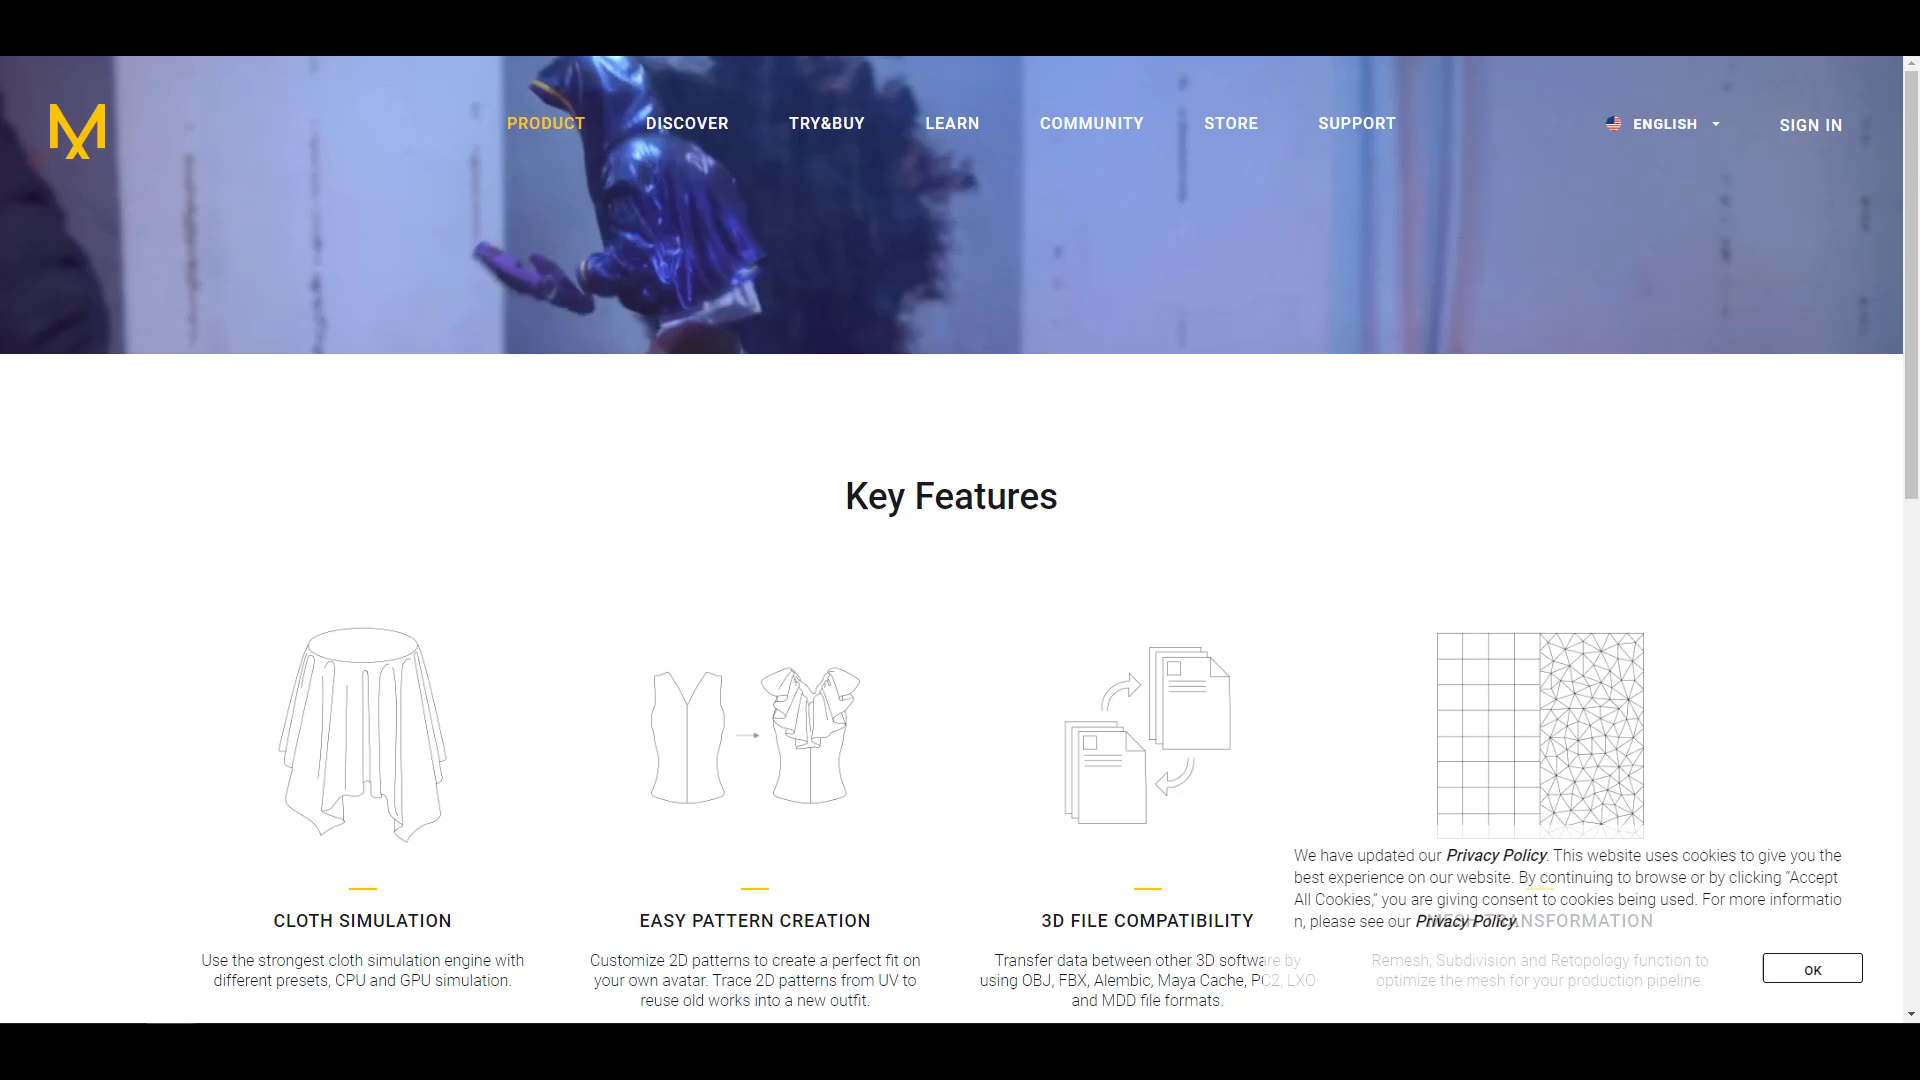 PRODUCT DISCOVER TRY&BUY LEARN COMMUNITY STORE SUPPORT ENGLISH SIGN IN
Key Features
CLOTH SIMULATION
Use the strongest cloth simulation engine with
different presets, CPU and GPU simulation.
EASY PATTERN CREATION
Customize 2D patterns to create a perfect fit on
your own avatar. Trace 2D patterns from UV to
reuse old works into a new outfit.
3D FILE COMPATIBILITY
Transfer data between other 3D software by
using OBJ, FBX, Alembic, Maya Cache, PC2, LXO
and MDD file formats.
MESH TRANSFORMATION
Remesh, Subdivision and Retopology function to
optimize the mesh for your production pipeline.
We have updated our Privacy Policy. This website uses cookies to give you the
best experience on our website. By continuing to browse or by clicking “Accept
All Cookies,” you are giving consent to cookies being used. For more informatio
n, please see our Privacy Policy.
OK